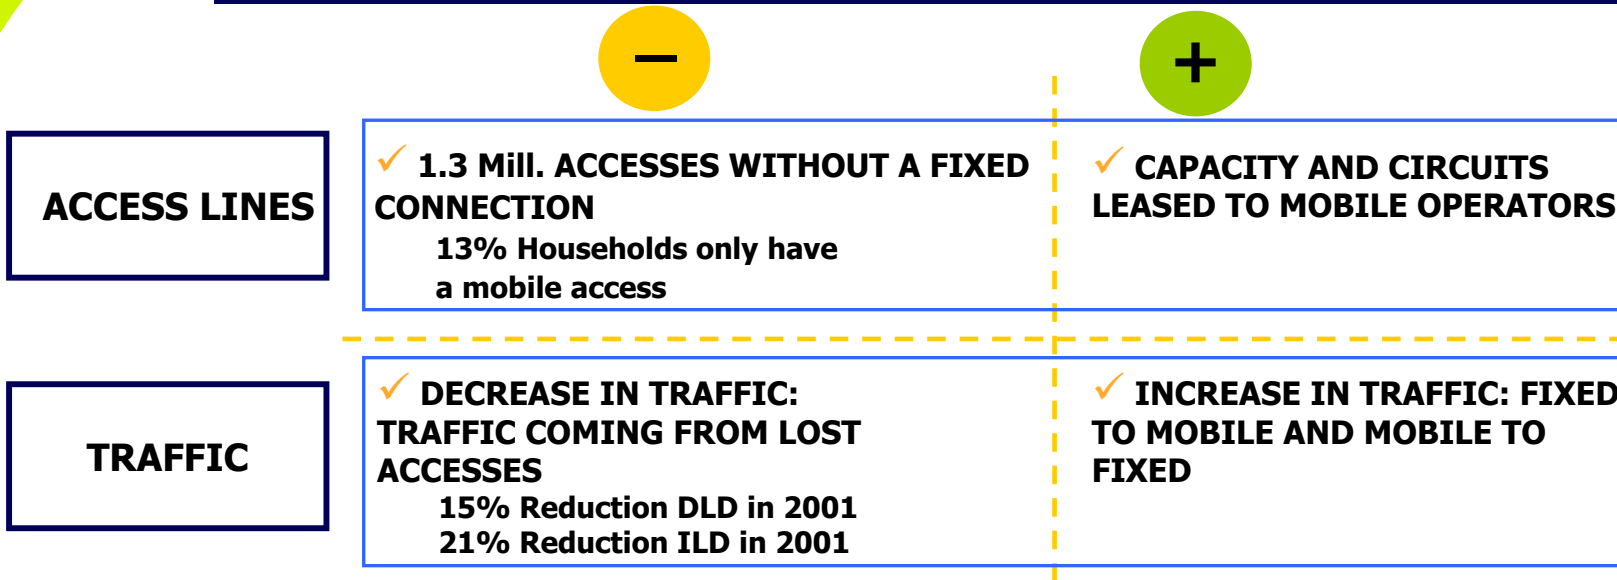 –
+
ACCESS LINES
✓ 1.3 Mill. ACCESSES WITHOUT A FIXED
CONNECTION
13% Households only have
a mobile access
✓ CAPACITY AND CIRCUITS
LEASED TO MOBILE OPERATORS
TRAFFIC
✓ DECREASE IN TRAFFIC:
TRAFFIC COMING FROM LOST
ACCESSES
15% Reduction DLD in 2001
21% Reduction ILD in 2001
✓ INCREASE IN TRAFFIC: FIXED
TO MOBILE AND MOBILE TO
FIXED